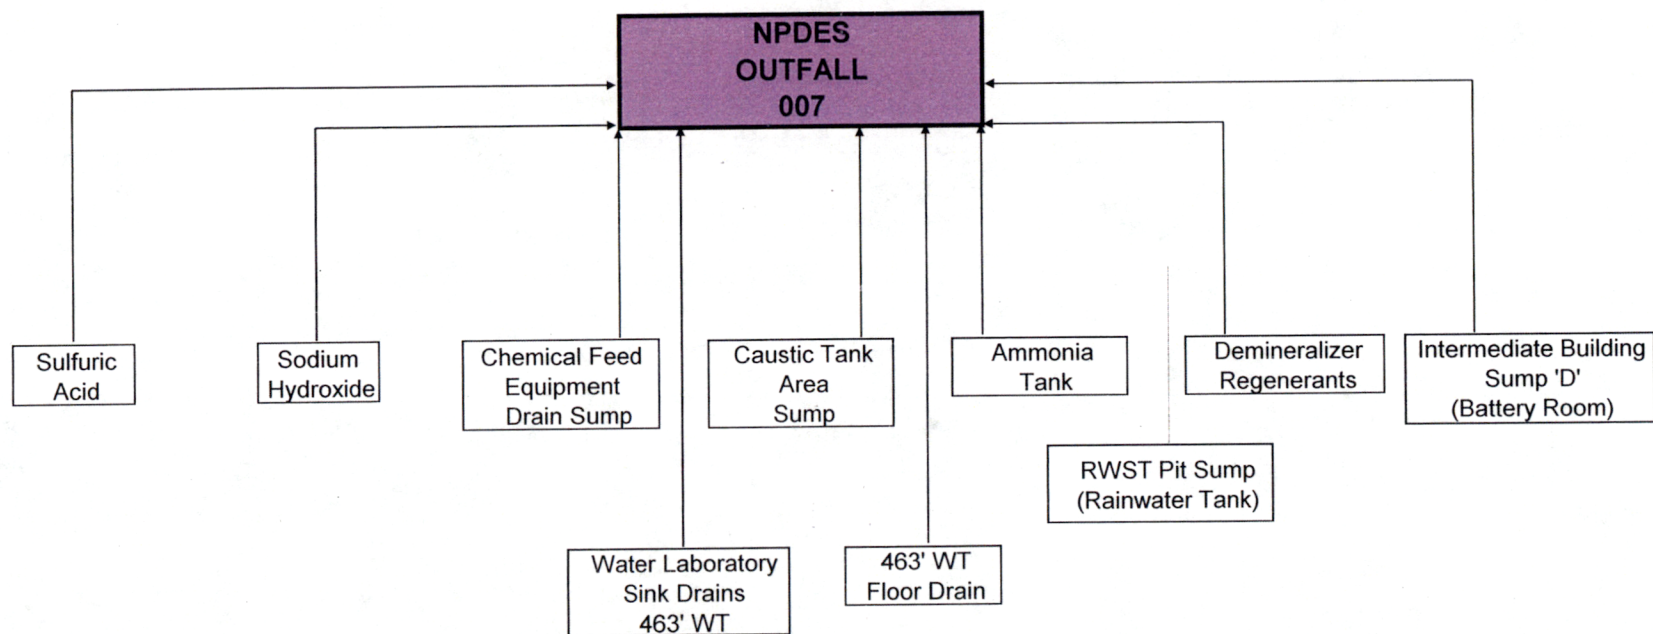 NPDES
OUTFALL
007
Sulfuric
Acid
Sodium
Hydroxide
Chemical Feed
Equipment
Drain Sump
Caustic Tank
Area
Sump
Ammonia
Tank
Demineralizer
Regenerants
Intermediate Building
Sump 'D'
(Battery Room)
RWST Pit Sump
(Rainwater Tank)
Water Laboratory
Sink Drains
463' WT
463' WT
Floor Drain